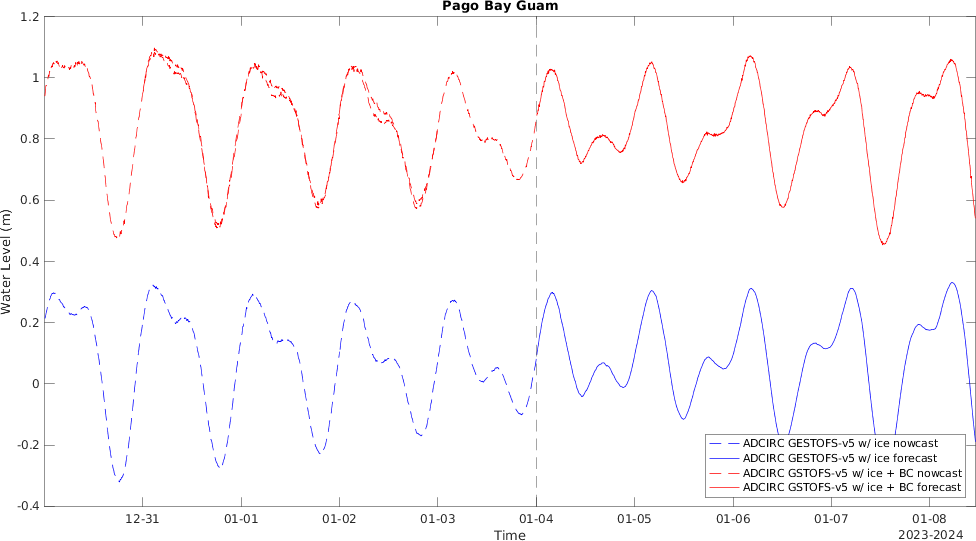 Pago Bay Guam
1.2
1
0.8
0.6
0.4
0.2
0
-0.2
-0.4
Water Level (m)
12-31
01-01
01-02
01-03
01-04
01-05
01-06
01-07
01-08
Time
2023-2024
ADCIRC GESTOFS-v5 w/ ice nowcast
ADCIRC GESTOFS-v5 w/ ice forecast
ADCIRC GSTOFS-v5 w/ ice + BC nowcast
ADCIRC GSTOFS-v5 w/ ice + BC forecast